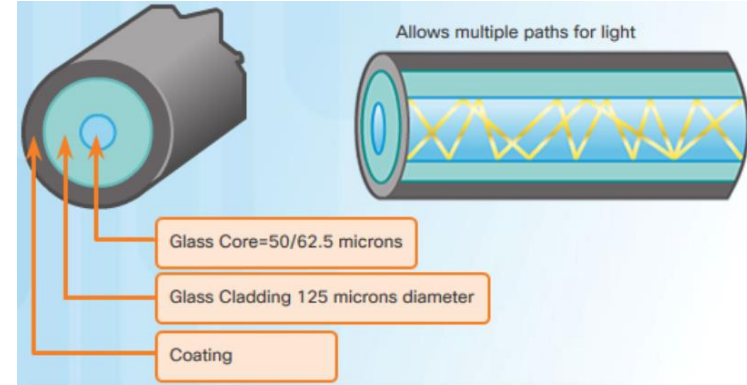 Allows multiple paths for light
Glass Core=50/62.5 microns
Glass Cladding 125 microns diameter
Coating